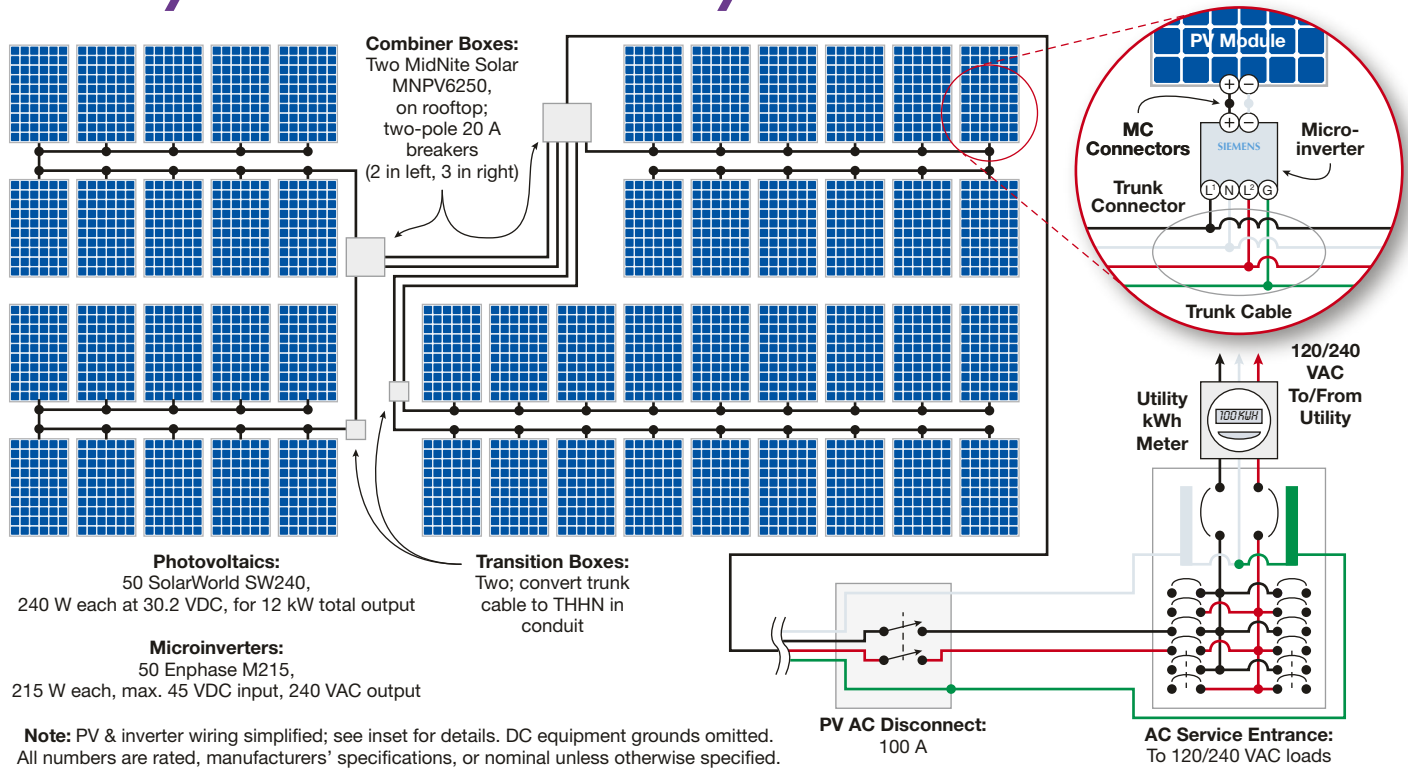 Combiner Boxes:
Two MidNite Solar
MNPV6250,
on rooftop;
two-pole 20 A
breakers
(2 in left, 3 in right)
PV Module
+ −
+ −
MC
Connectors
SIEMENS
Micro-
inverter
L1 N L2 G
Trunk
Connector
Trunk Cable
120/240
VAC
To/From
Utility
Utility
kWh
Meter
100 KWH
Photovoltaics:
50 SolarWorld SW240,
240 W each at 30.2 VDC, for 12 kW total output
Microinverters:
50 Enphase M215,
215 W each, max. 45 VDC input, 240 VAC output
Transition Boxes:
Two; convert trunk
cable to THHN in
conduit
PV AC Disconnect:
100 A
AC Service Entrance:
To 120/240 VAC loads
Note: PV & inverter wiring simplified; see inset for details. DC equipment grounds omitted.
All numbers are rated, manufacturers’ specifications, or nominal unless otherwise specified.